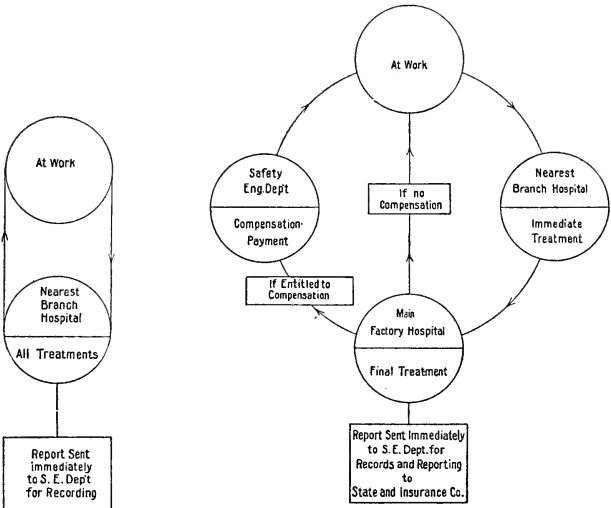 At Work
Nearest
Branch
Hospital
All Treatments
Report Sent
immediately
to S. E. Dep't
for Recording
At Work
Safety
Eng. Dep't
Compensation-
Payment
If no
Compensation
Nearest
Branch Hospital
Immediate
Treatment
If Entitled to
Compensation
Main
Factory Hospital
Final Treatment
Report Sent Immediately
to S. E. Dept. for
Records and Reporting
to
State and Insurance Co.